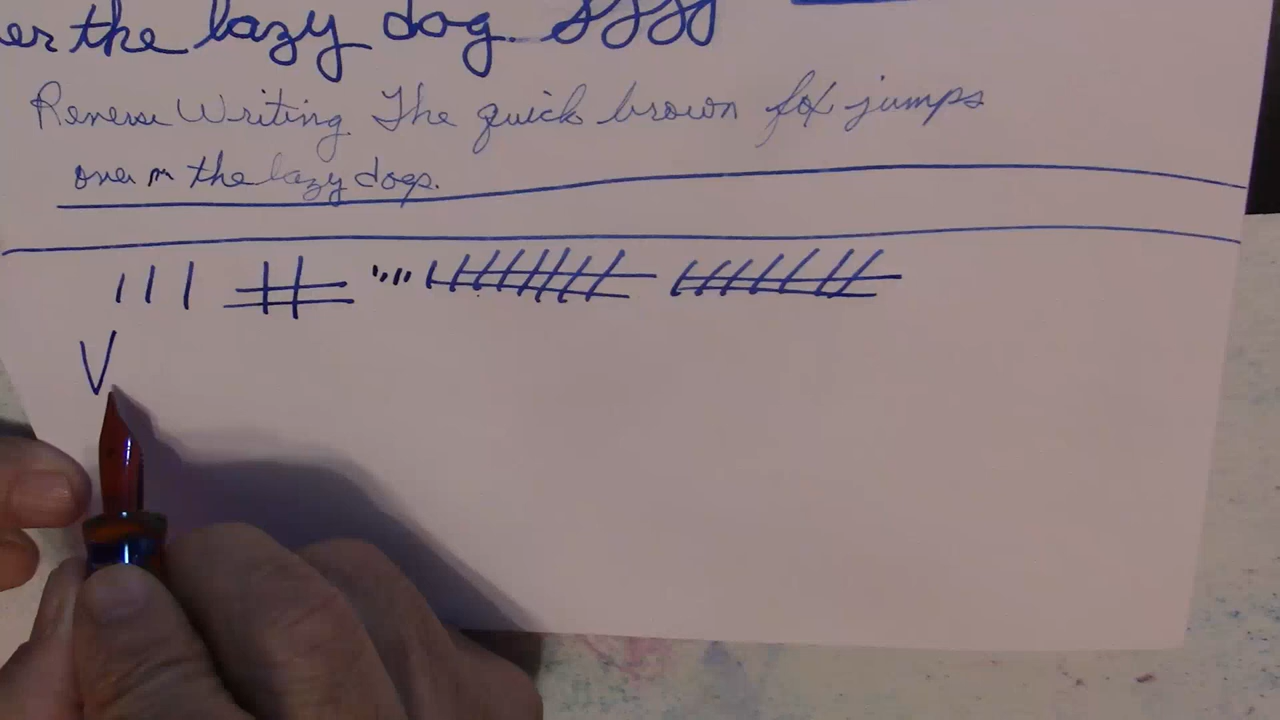 er the lazy dog.
Reverse Writing. The quick brown fox jumps
over the lazy dogs.
V